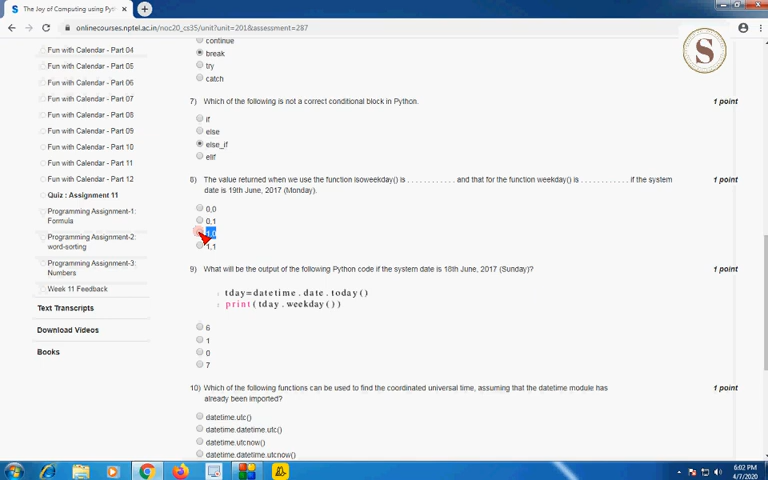 The Joy of Computing using Pyt
onlinecourses.nptel.ac.in/noc20_cs35/unit?unit=201&assessment=287
S
Fun with Calendar - Part 04
Fun with Calendar - Part 05
Fun with Calendar - Part 06
Fun with Calendar - Part 07
Fun with Calendar - Part 08
Fun with Calendar - Part 09
Fun with Calendar - Part 10
Fun with Calendar - Part 11
Fun with Calendar - Part 12
Quiz : Assignment 11
Programming Assignment-1:
Formula
Programming Assignment-2:
word-sorting
Programming Assignment-3:
Numbers
Week 11 Feedback
Text Transcripts
Download Videos
Books
continue
break
try
catch
7) Which of the following is not a correct conditional block in Python. 1 point
if
else
else_if
elif
8) The value returned when we use the function isoweekday() is . . . . . . . . . . . . and that for the function weekday() is . . . . . . . . . . . . if the system 1 point
date is 19th June, 2017 (Monday).
0,0
0,1
1,0
1,1
9) What will be the output of the following Python code if the system date is 18th June, 2017 (Sunday)? 1 point
tday=datetime.date.today()
print(tday.weekday())
6
1
0
7
10) Which of the following functions can be used to find the coordinated universal time, assuming that the datetime module has 1 point
already been imported?
datetime.utc()
datetime.datetime.utc()
datetime.utcnow()
datetime.datetime.utcnow()
6:02 PM
4/7/2020